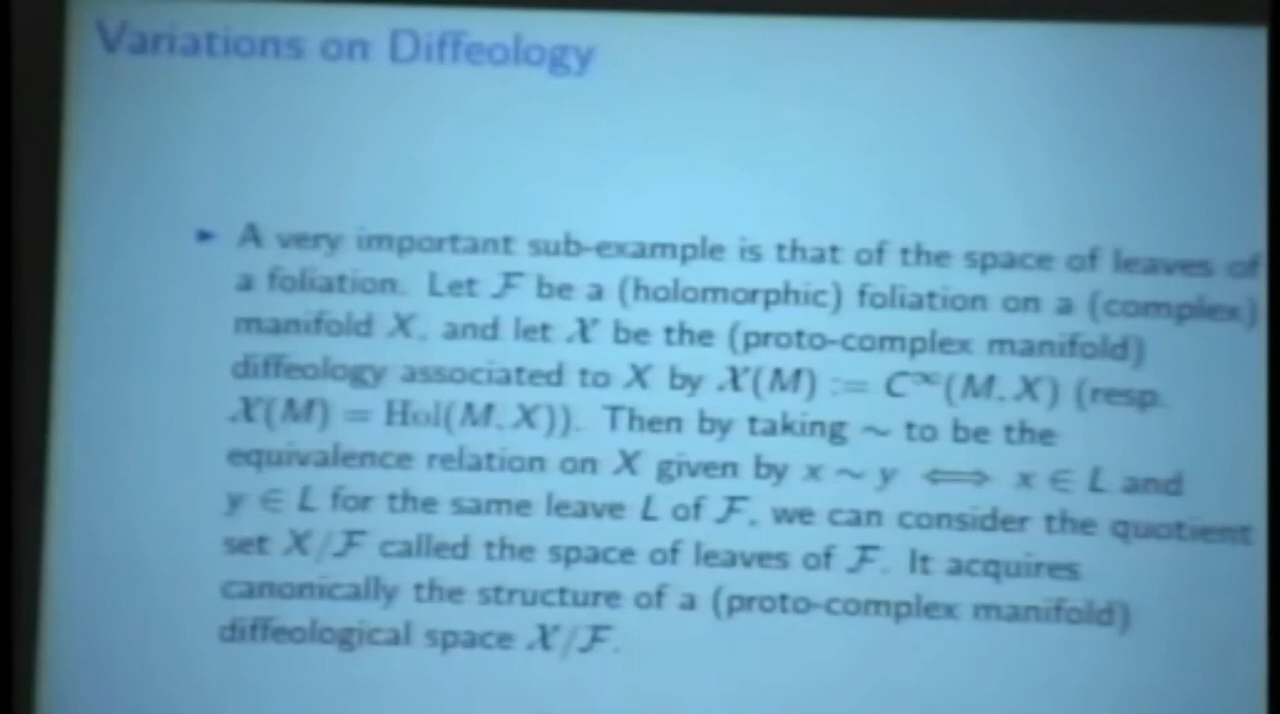 Variations on Diffeology
► A very important sub-example is that of the space of leaves of
a foliation. Let ℱ be a (holomorphic) foliation on a (complex)
manifold X, and let 𝒳 be the (proto-complex manifold)
diffeology associated to X by 𝒳(M) := C^∞(M, X) (resp.
𝒳(M) = Hol(M, X)). Then by taking ∼ to be the
equivalence relation on X given by x ∼ y ⟺ x ∈ L and
y ∈ L for the same leave L of ℱ, we can consider the quotient
set X/ℱ called the space of leaves of ℱ. It acquires
canonically the structure of a (proto-complex manifold)
diffeological space 𝒳/ℱ.